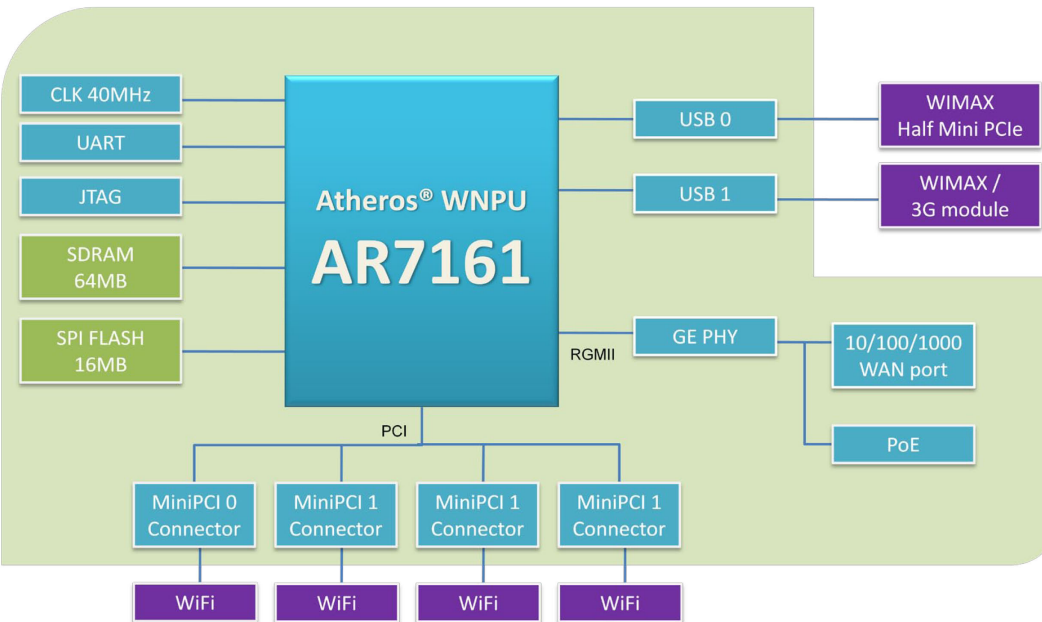 CLK 40MHz
UART
JTAG
SDRAM
64MB
SPI FLASH
16MB
Atheros® WNPU
AR7161
USB 0
USB 1
WIMAX
Half Mini PCIe
WIMAX /
3G module
RGMII
GE PHY
10/100/1000
WAN port
PoE
PCI
MiniPCI 0
Connector
MiniPCI 1
Connector
MiniPCI 1
Connector
MiniPCI 1
Connector
WiFi
WiFi
WiFi
WiFi